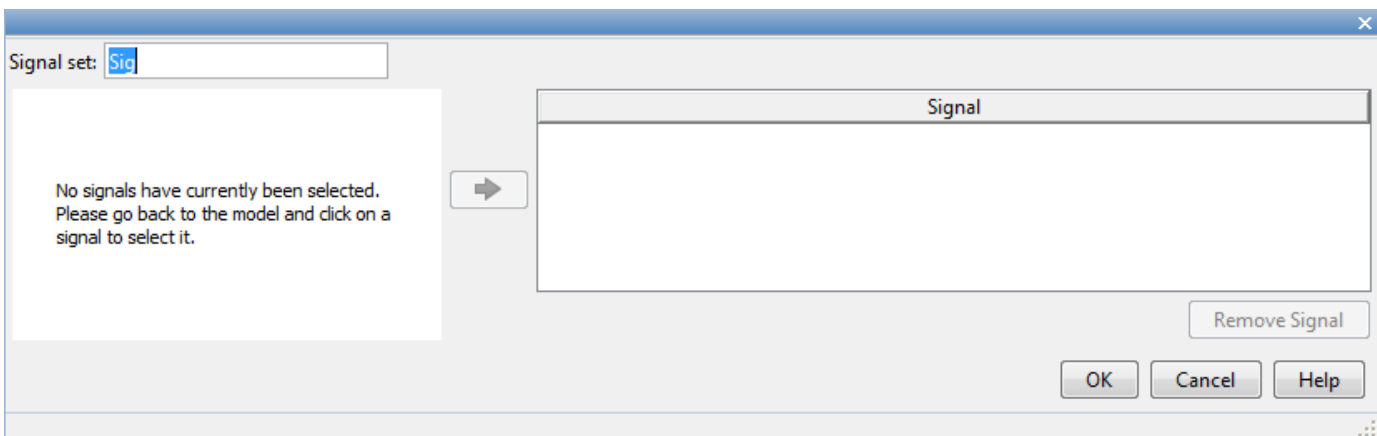 Signal set: Sig
Signal
No signals have currently been selected.
Please go back to the model and click on a
signal to select it.
Remove Signal
OK Cancel Help